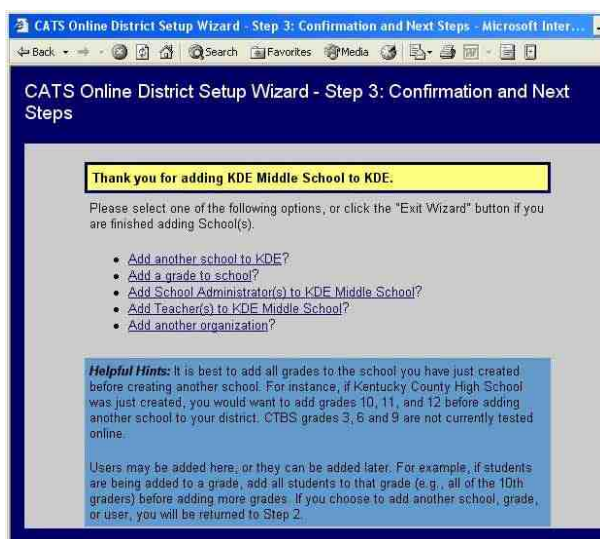 CATS Online District Setup Wizard - Step 3: Confirmation and Next Steps - Microsoft Inter...
Back Search Favorites Media
CATS Online District Setup Wizard - Step 3: Confirmation and Next
Steps
Thank you for adding KDE Middle School to KDE.
Please select one of the following options, or click the "Exit Wizard" button if you
are finished adding School(s).
Add another school to KDE?
Add a grade to school?
Add School Administrator(s) to KDE Middle School?
Add Teacher(s) to KDE Middle School?
Add another organization?
Helpful Hints: It is best to add all grades to the school you have just created
before creating another school. For instance, if Kentucky County High School
was just created, you would want to add grades 10, 11, and 12 before adding
another school to your district. CTBS grades 3, 6 and 9 are not currently tested
online.
Users may be added here, or they can be added later. For example, if students
are being added to a grade, add all students to that grade (e.g., all of the 10th
graders) before adding more grades. If you choose to add another school, grade,
or user, you will be returned to Step 2.